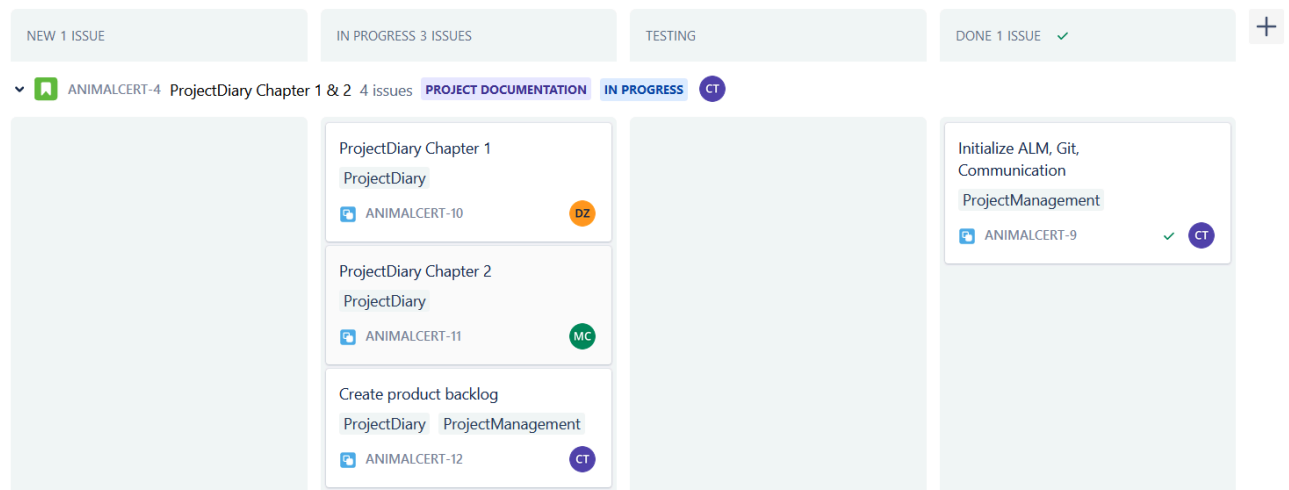 NEW 1 ISSUE
IN PROGRESS 3 ISSUES
TESTING
DONE 1 ISSUE
ANIMALCERT-4 ProjectDiary Chapter 1 & 2 4 issues PROJECT DOCUMENTATION IN PROGRESS CT
ProjectDiary Chapter 1
ProjectDiary
ANIMALCERT-10 DZ
ProjectDiary Chapter 2
ProjectDiary
ANIMALCERT-11 MC
Create product backlog
ProjectDiary ProjectManagement
ANIMALCERT-12 CT
Initialize ALM, Git,
Communication
ProjectManagement
ANIMALCERT-9 CT